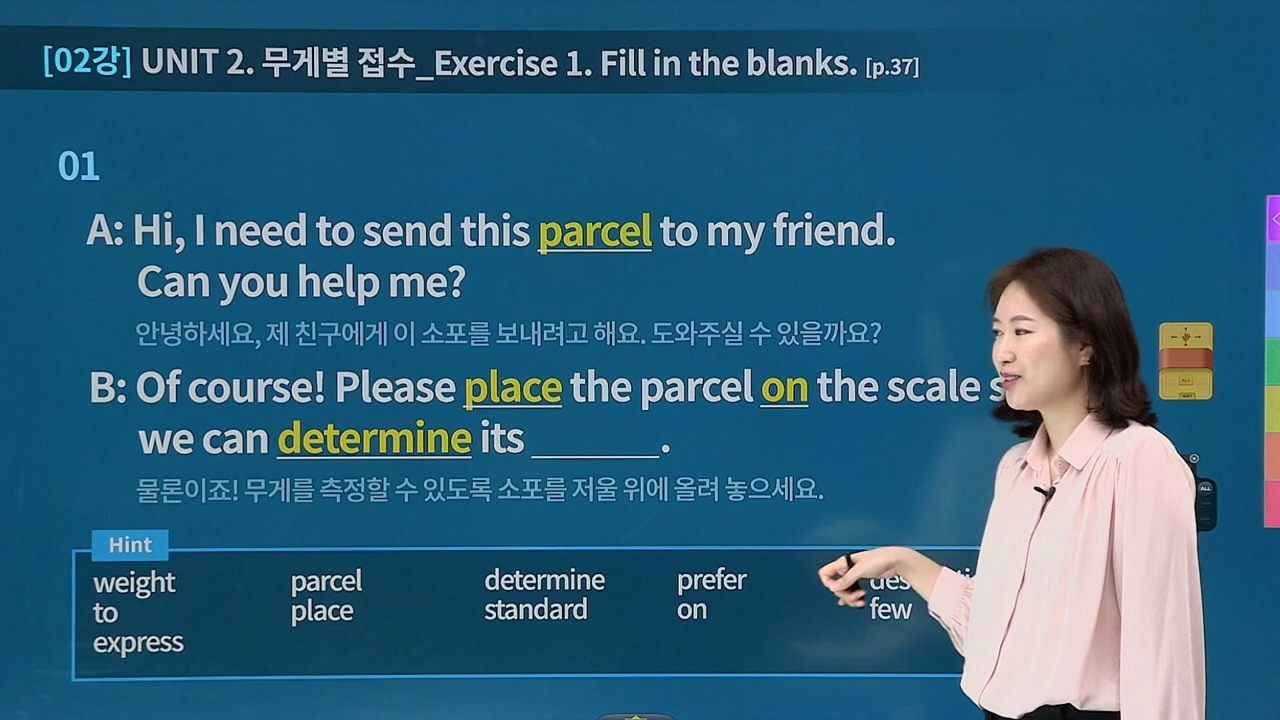 [02강] UNIT 2. 무게별 접수_Exercise 1. Fill in the blanks. [p.37]
01
A: Hi, I need to send this parcel to my friend.
Can you help me?
안녕하세요, 제 친구에게 이 소포를 보내려고 해요. 도와주실 수 있을까요?
B: Of course! Please place the parcel on the scale
we can determine its ______.
물론이죠! 무게를 측정할 수 있도록 소포를 저울 위에 올려 놓으세요.
Hint
weight parcel determine prefer
to place standard on few
express
ALL
ALL